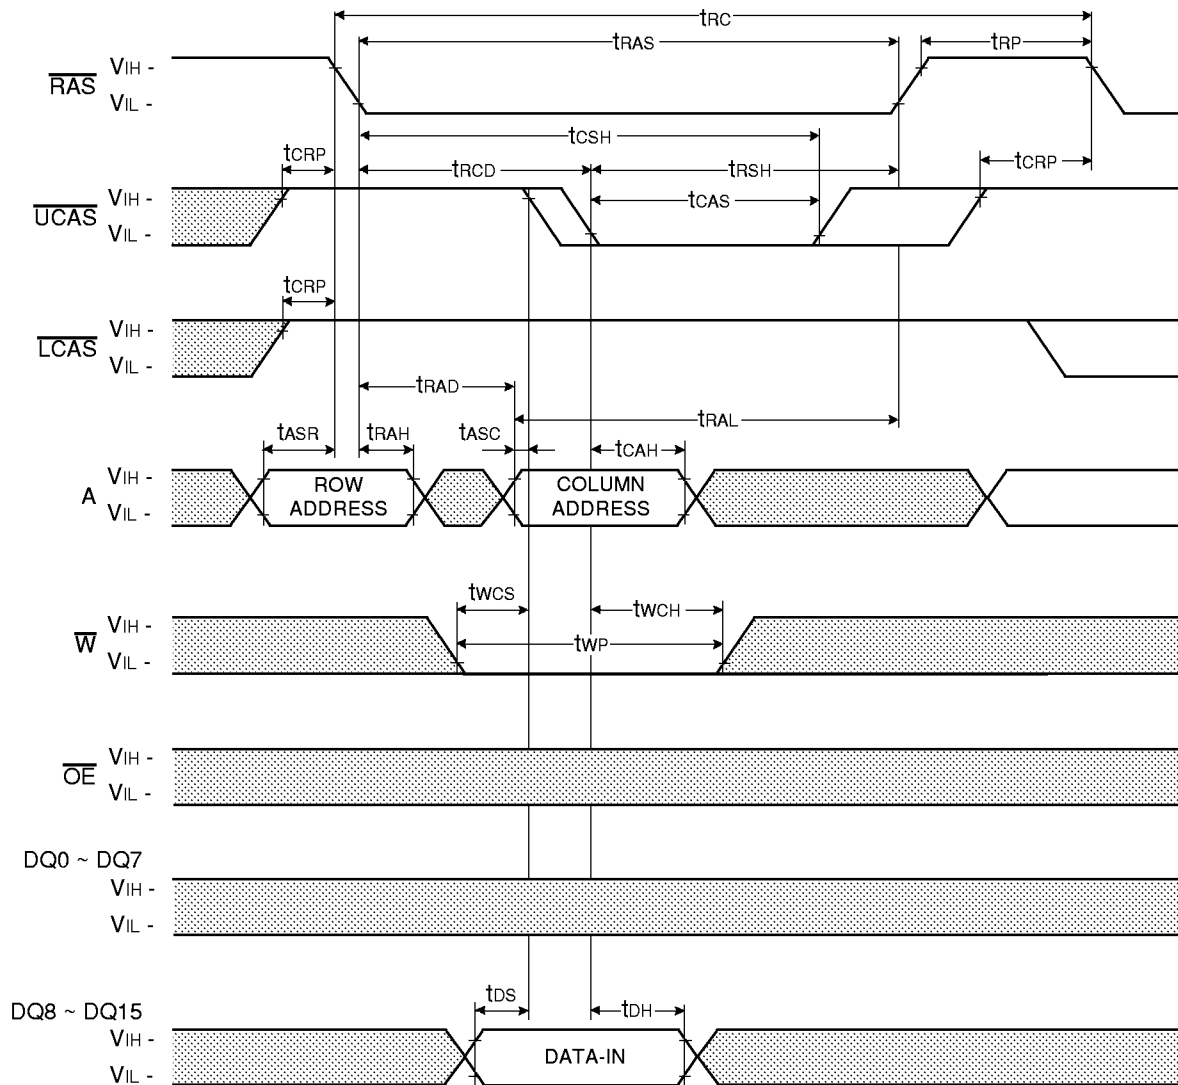 tRC
tRAS
tRP
RAS
VIH -
VIL -
tCSH
tCRP
tRCD
tRSH
tCRP
tCAS
UCAS
VIH -
VIL -
tCRP
LCAS
VIH -
VIL -
tRAD
tRAL
tASR
tRAH
tASC
tCAH
A
VIH -
VIL -
ROW
ADDRESS
COLUMN
ADDRESS
tWCS
tWCH
tWP
W
VIH -
VIL -
OE
VIH -
VIL -
DQ0 ~ DQ7
VIH -
VIL -
tDS
tDH
DQ8 ~ DQ15
VIH -
VIL -
DATA-IN